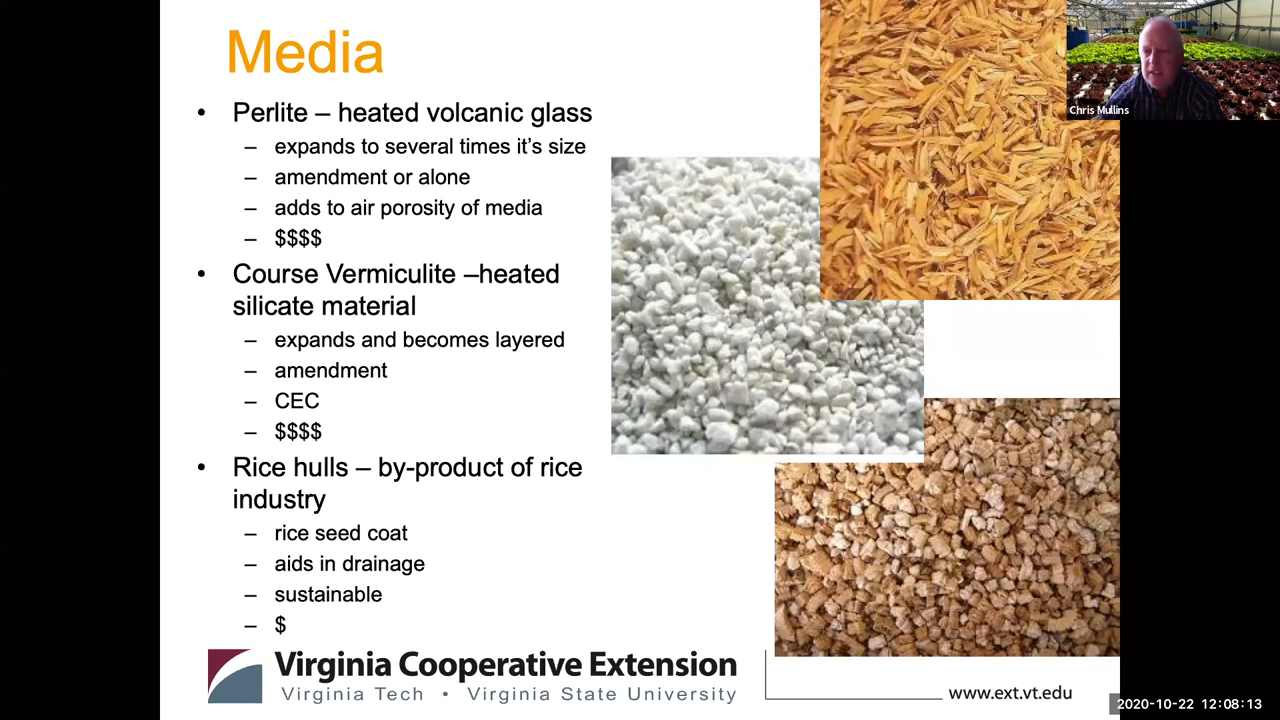 Media
• Perlite – heated volcanic glass
– expands to several times it's size
– amendment or alone
– adds to air porosity of media
– $$$$
• Course Vermiculite –heated
silicate material
– expands and becomes layered
– amendment
– CEC
– $$$$
• Rice hulls – by-product of rice
industry
– rice seed coat
– aids in drainage
– sustainable
– $
Virginia Cooperative Extension
Virginia Tech • Virginia State University
www.ext.vt.edu
Chris Mullins
2020-10-22 12:08:13